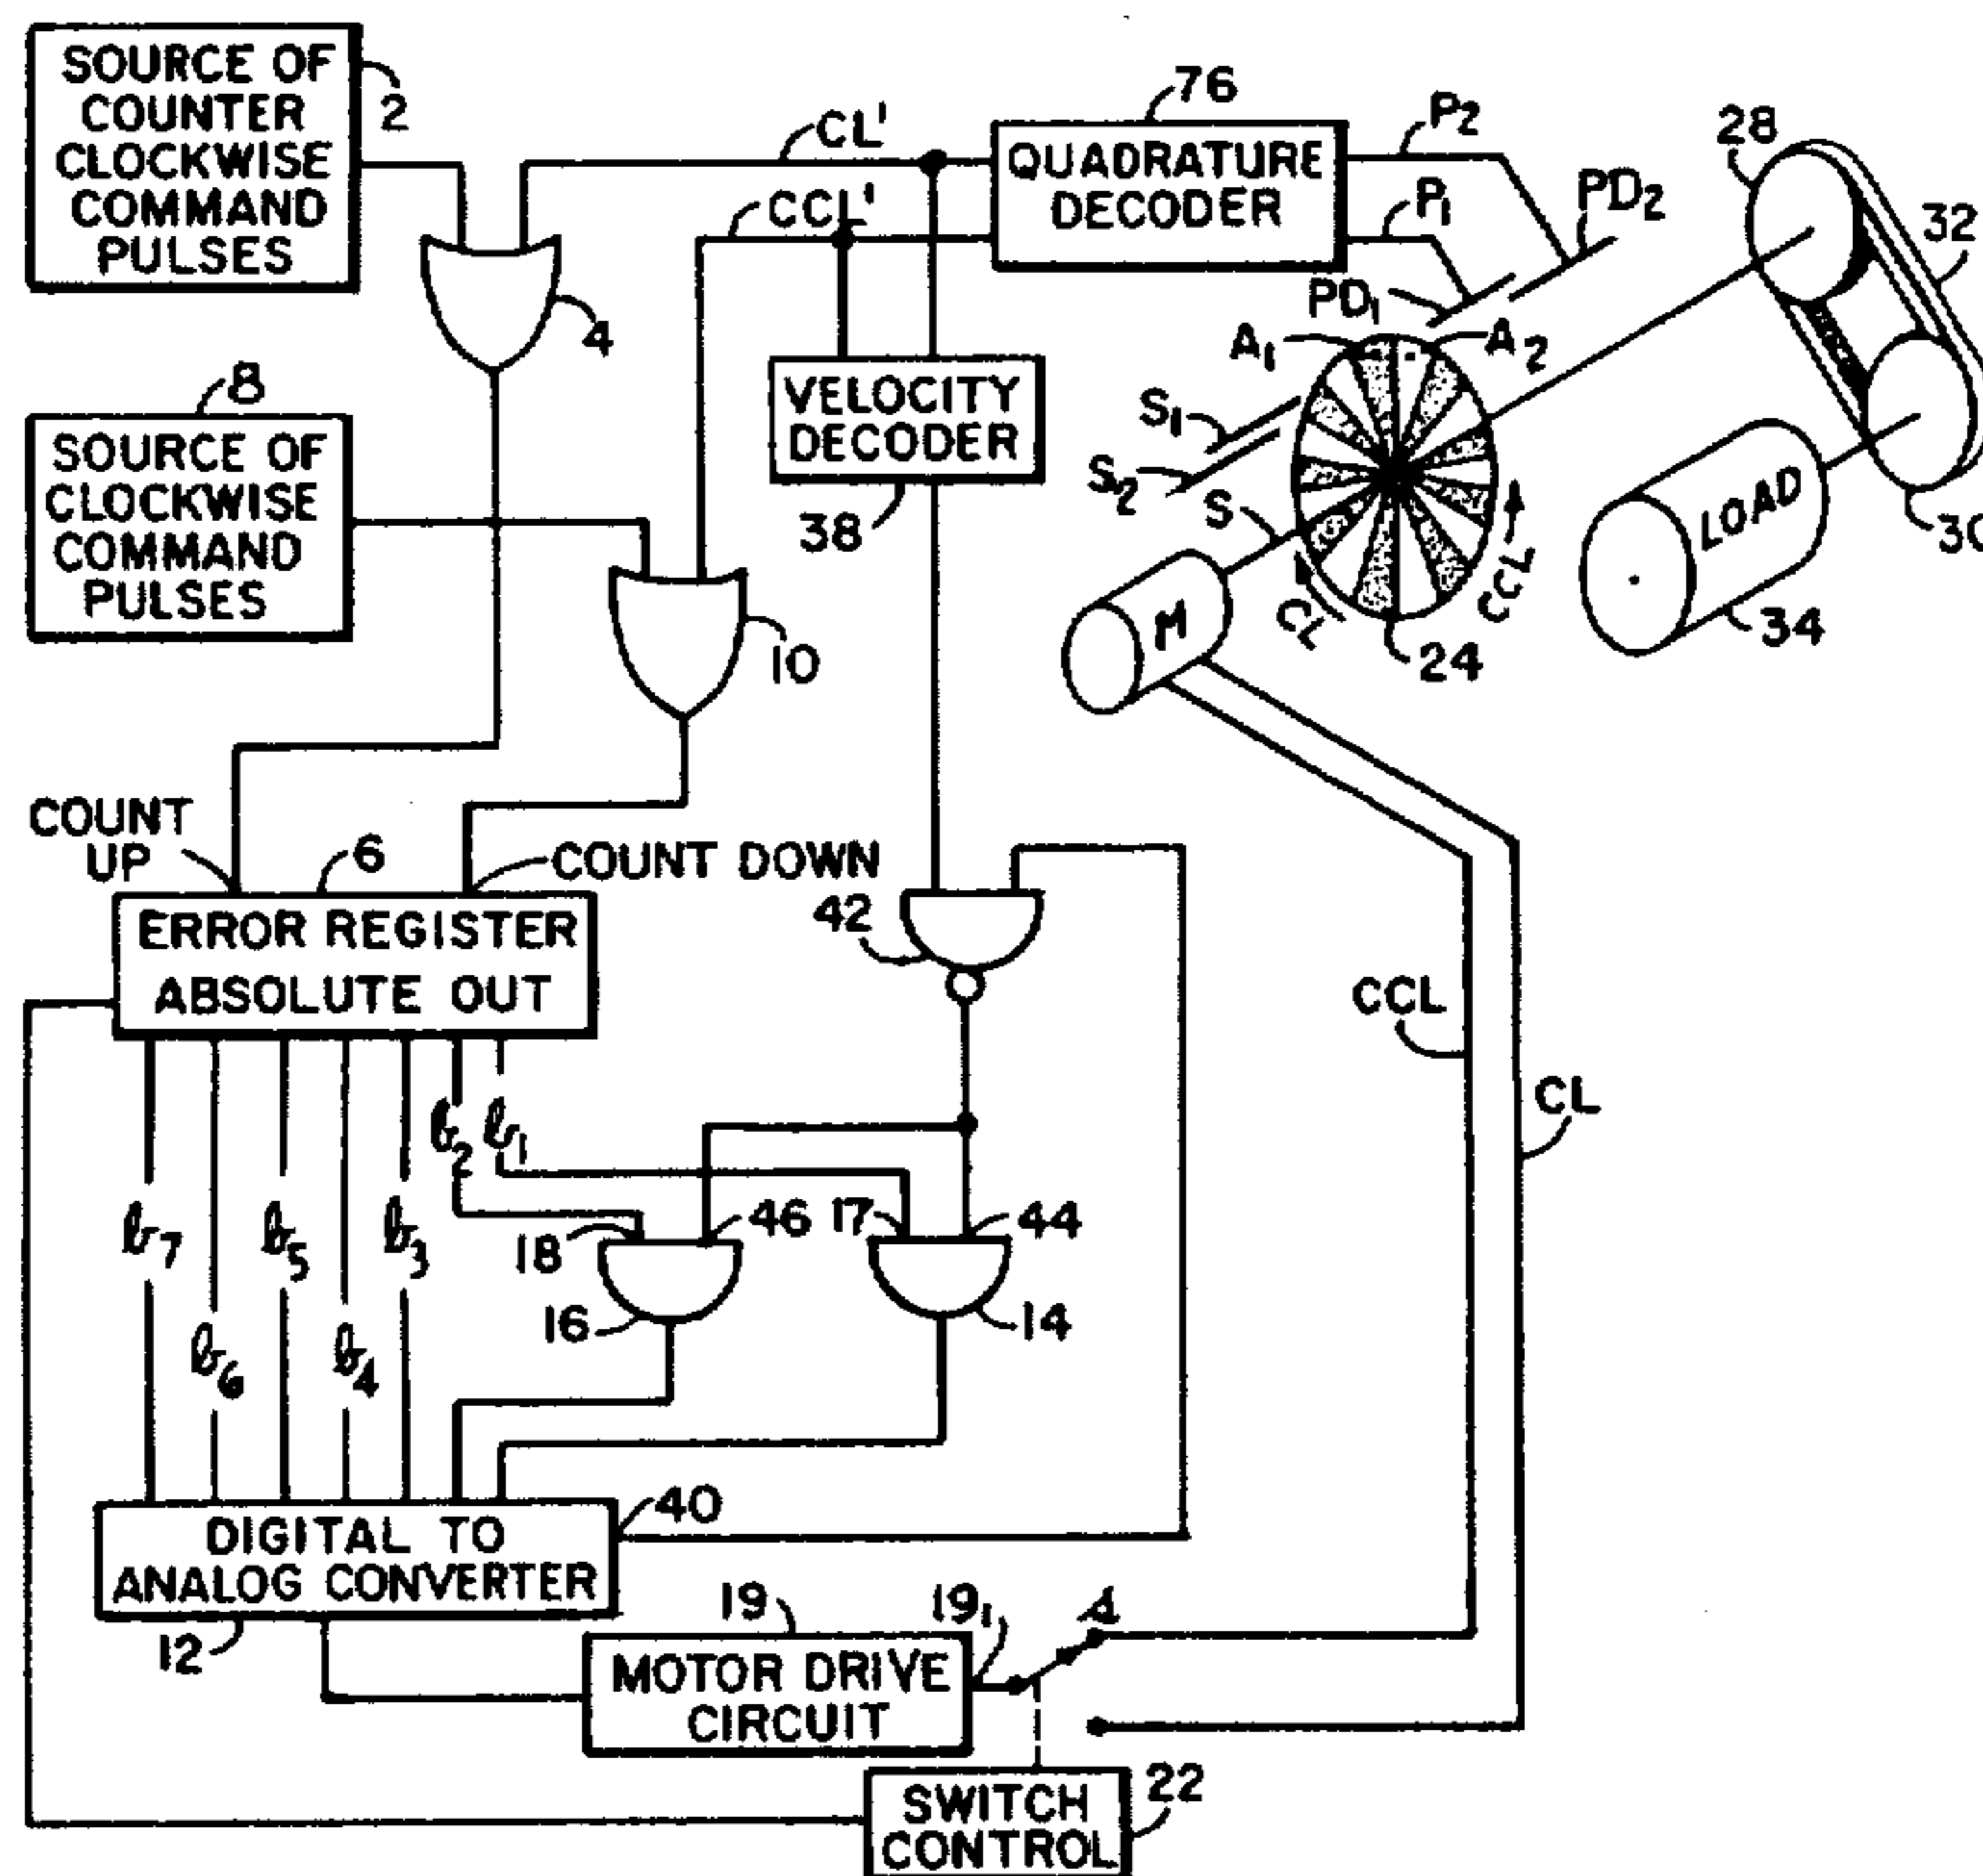 SOURCE OF
COUNTER
CLOCKWISE
COMMAND
PULSES
2
4
CL'
CCL'
76
QUADRATURE
DECODER
P2
P1
PD2
PD1
28
32
30
A1
A2
S1
S2
S
CL
CCL
24
M
LOAD
34
8
SOURCE OF
CLOCKWISE
COMMAND
PULSES
10
VELOCITY
DECODER
38
COUNT
UP
6
COUNT DOWN
ERROR REGISTER
ABSOLUTE OUT
42
CCL
CL
b7
b6
b5
b4
b3
b2
b1
18
46
17
44
16
14
40
DIGITAL TO
ANALOG CONVERTER
12
19
MOTOR DRIVE
CIRCUIT
191
s
SWITCH
CONTROL
22